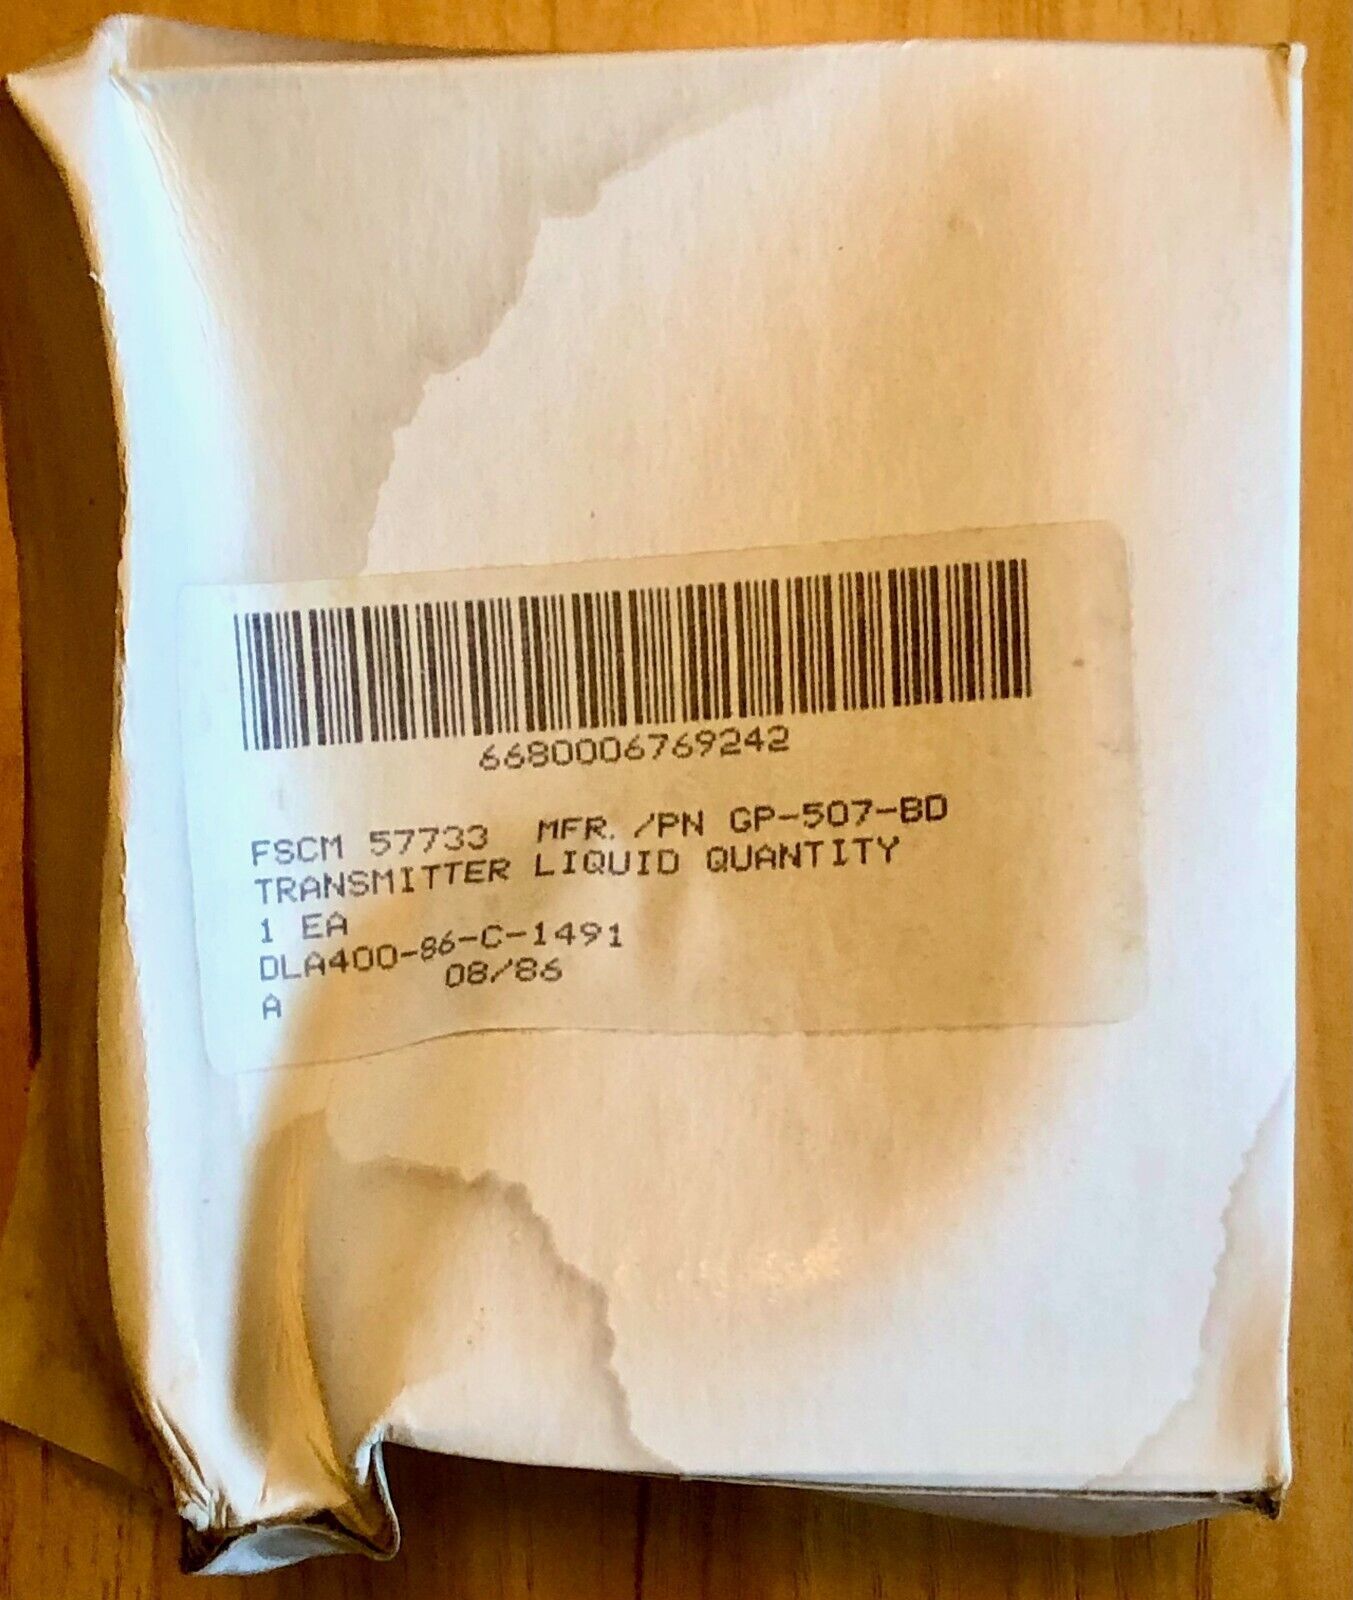 6680006769242
FSCM 57733 MFR. /PN GP-507-BD
TRANSMITTER LIQUID QUANTITY
1 EA
DLA400-86-C-1491
08/86
A